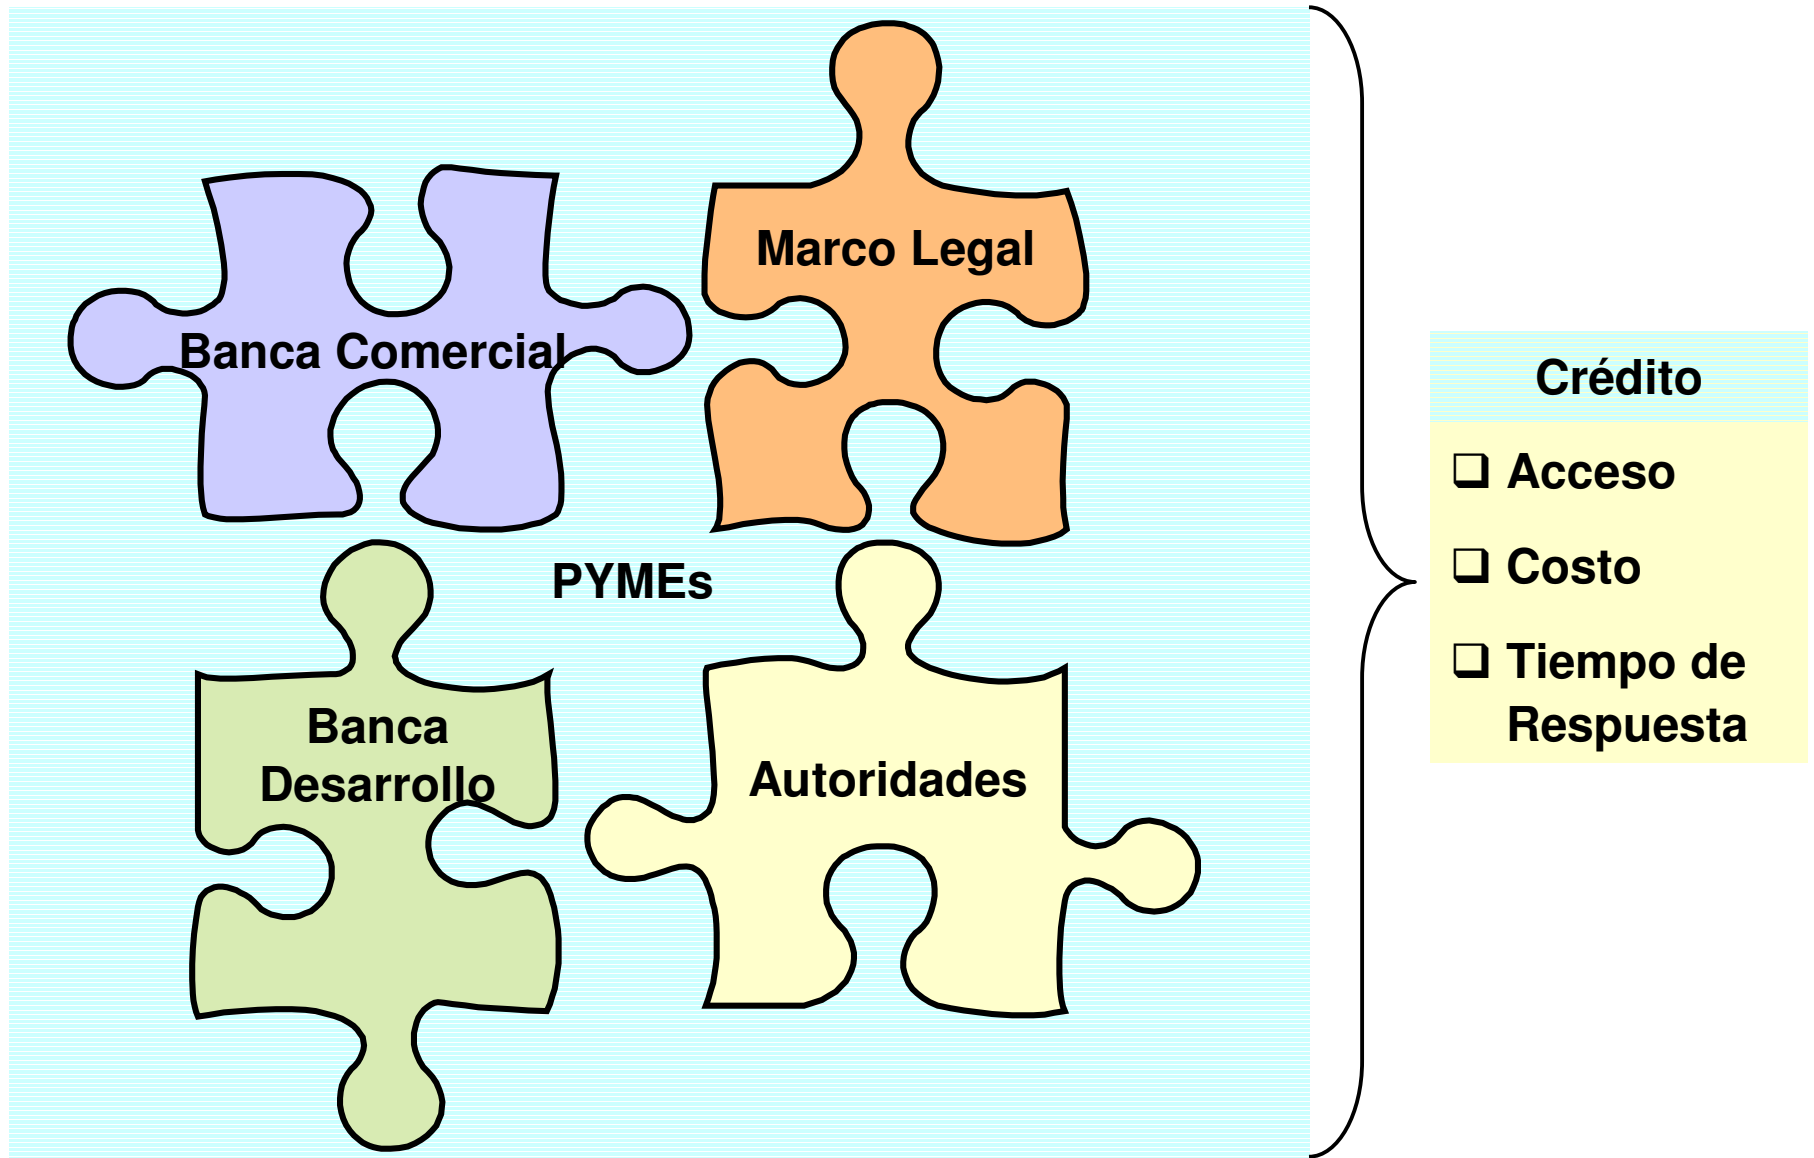 Marco Legal
Banca Comercial
PYMEs
Banca
Desarrollo
Autoridades
Crédito
❑ Acceso
❑ Costo
❑ Tiempo de
Respuesta